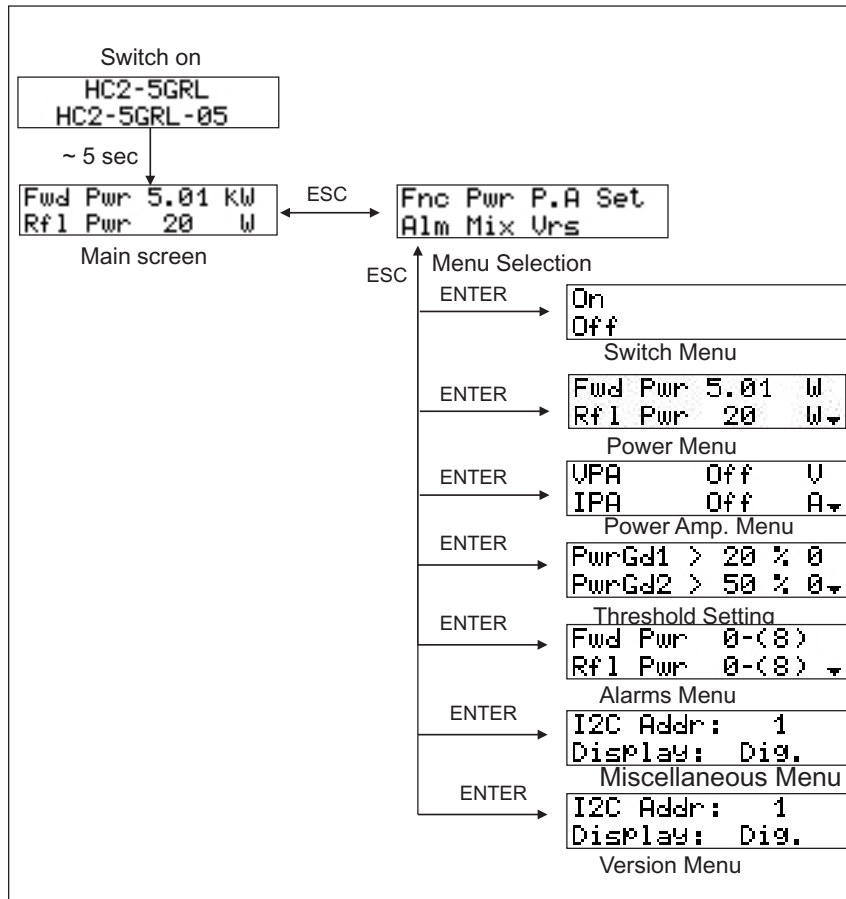 Switch on
HC2-5GRL
HC2-5GRL-05
~ 5 sec
Fwd Pwr 5.01 KW
Rfl Pwr 20 W
Main screen
ESC
Fnc Pwr P.A Set
Alm Mix Vrs
ESC
Menu Selection
ENTER
On
Off
Switch Menu
ENTER
Fwd Pwr 5.01 W
Rfl Pwr 20 W
Power Menu
ENTER
VPA Off V
IPA Off A
Power Amp. Menu
ENTER
PwrGd1 > 20 % 0
PwrGd2 > 50 % 0
Threshold Setting
ENTER
Fwd Pwr 0-(8)
Rfl Pwr 0-(8)
Alarms Menu
ENTER
I2C Addr: 1
Display: Dig.
Miscellaneous Menu
ENTER
I2C Addr: 1
Display: Dig.
Version Menu